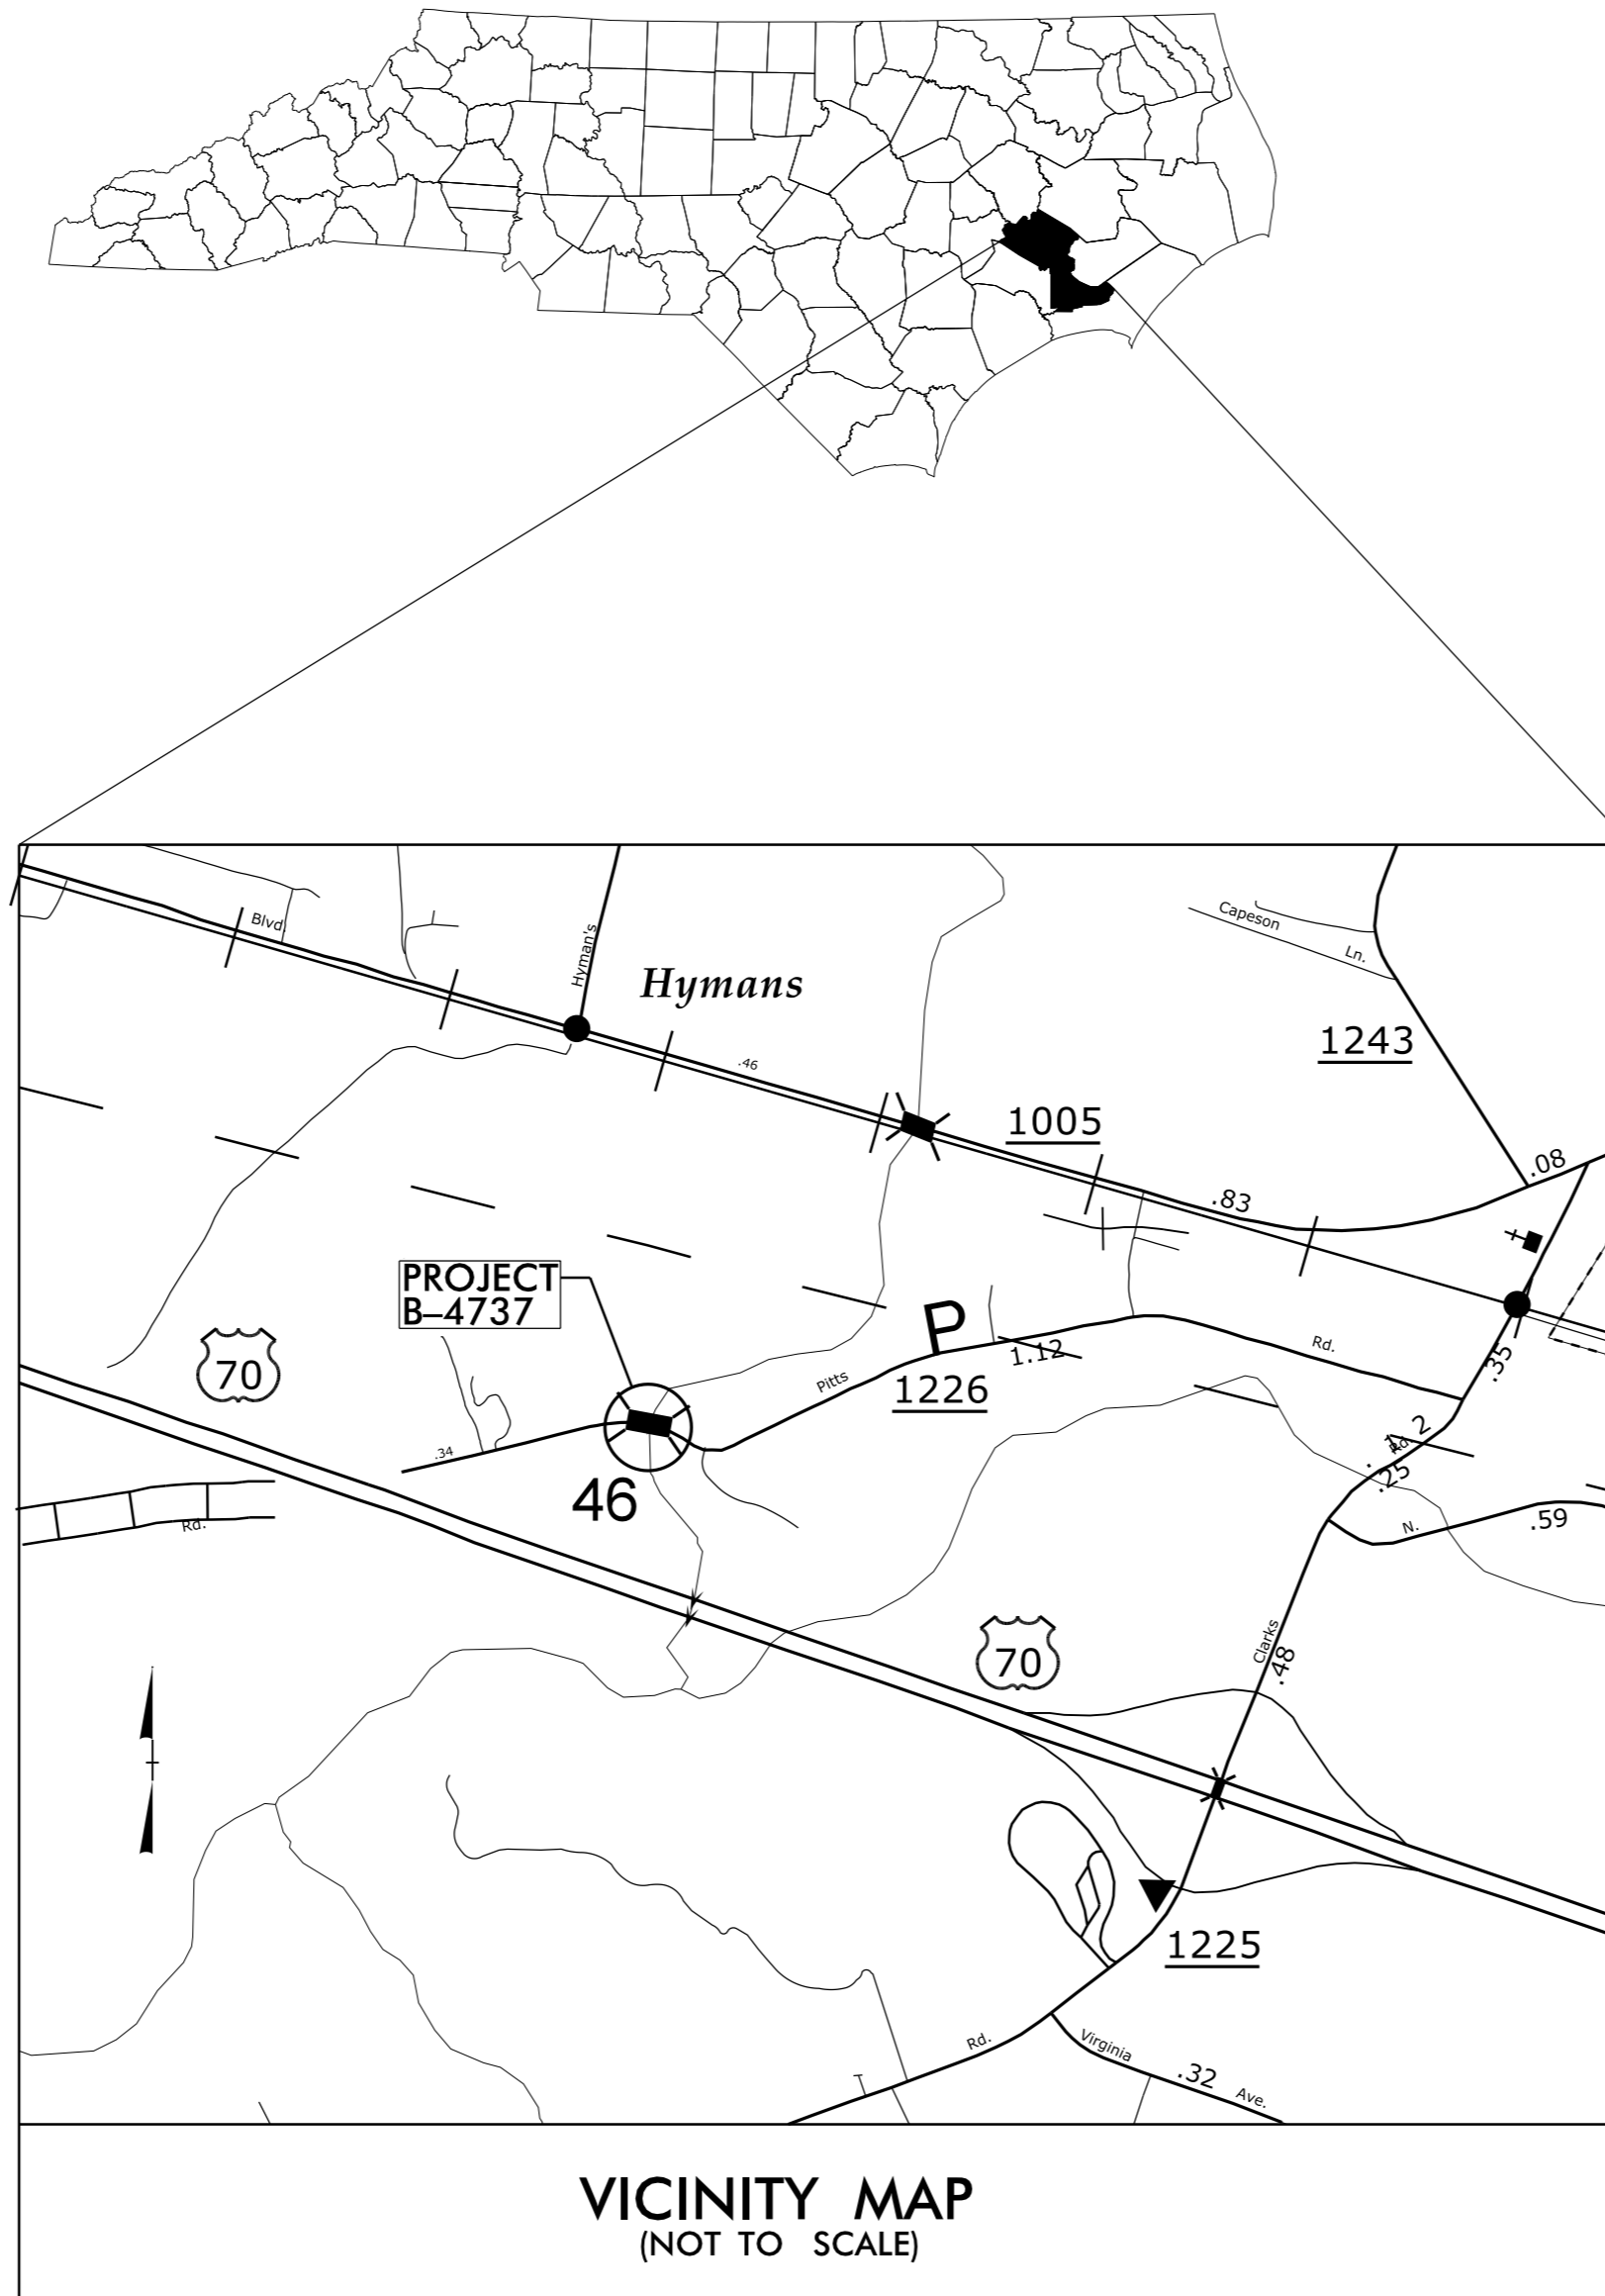 Blvd.
Hyman's
Hymans
Capeson
Ln.
1243
.46
1005
.08
.83
PROJECT
B–4737
P
70
1.12
Rd.
.35
Pitts
1226
.34
.12
Rd.
.25
46
Rd.
N.
.59
70
Clarks
.48
1225
Rd.
Virginia
.32
Ave.
VICINITY MAP
(NOT TO SCALE)